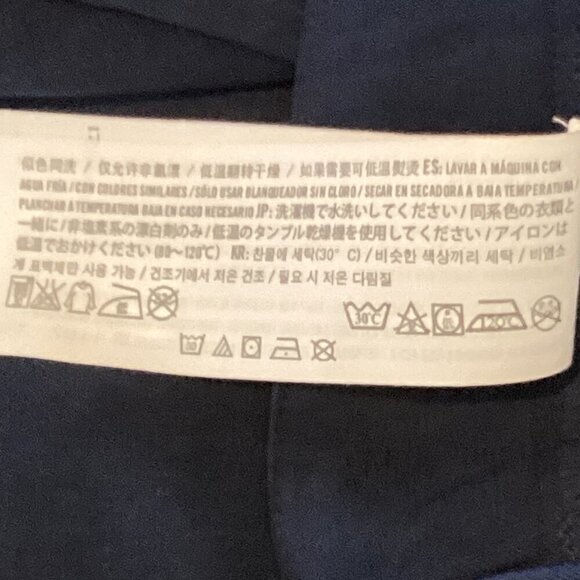 似色同洗 / 仅允许非氯漂 / 低温翻转干燥 / 如果需要可低温熨烫 ES: LAVAR A MÁQUINA CON
AGUA FRÍA / CON COLORES SIMILARES / SÓLO USAR BLANQUEADOR SIN CLORO / SECAR EN SECADORA A BAJA TEMPERATURA /
PLANCHAR A TEMPERATURA BAJA EN CASO NECESARIO JP: 洗濯機で水洗いしてください / 同系色の衣類と
一緒に / 非塩素系の漂白剤のみ / 低温のタンブル乾燥機を使用してください / アイロンは
低温でおかけください (80～120℃) KR: 찬물에 세탁(30° C) / 비슷한 색상끼리 세탁 / 비염소
계 표백제만 사용 가능 / 건조기에서 저온 건조 / 필요 시 저온 다림질
30℃
120℃